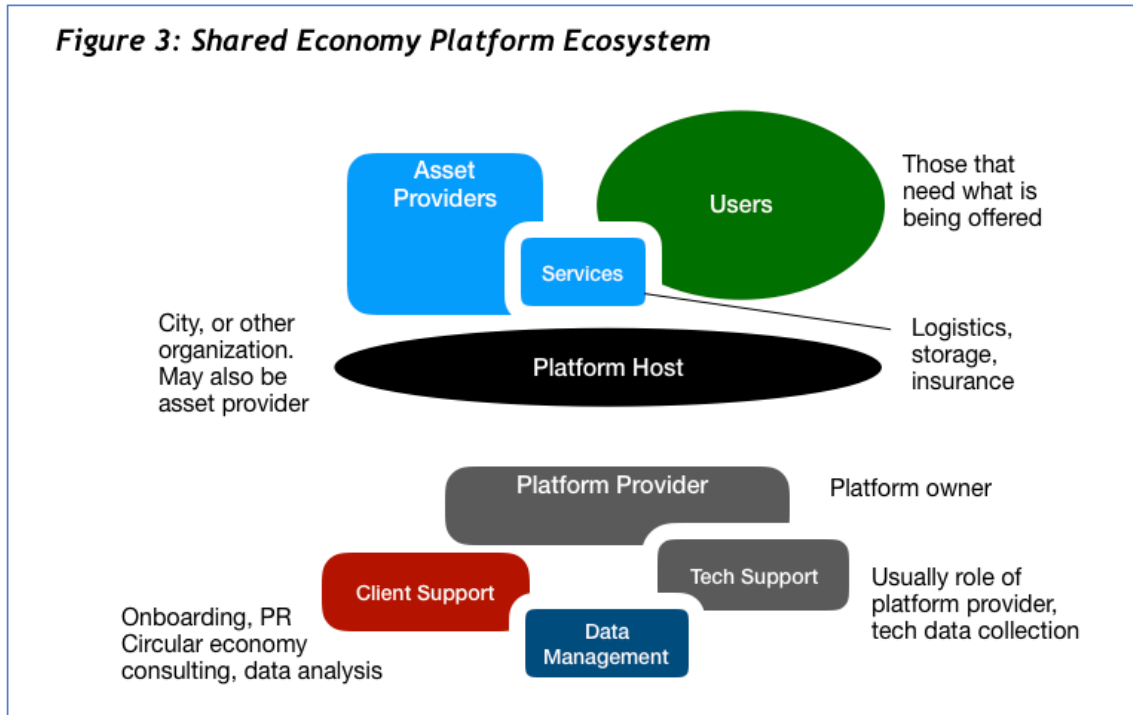 Figure 3: Shared Economy Platform Ecosystem
Asset
Providers
Users
Those that
need what is
being offered
Services
City, or other
organization.
May also be
asset provider
Logistics,
storage,
insurance
Platform Host
Platform Provider
Platform owner
Client Support
Tech Support
Usually role of
platform provider,
tech data collection
Onboarding, PR
Circular economy
consulting, data analysis
Data
Management